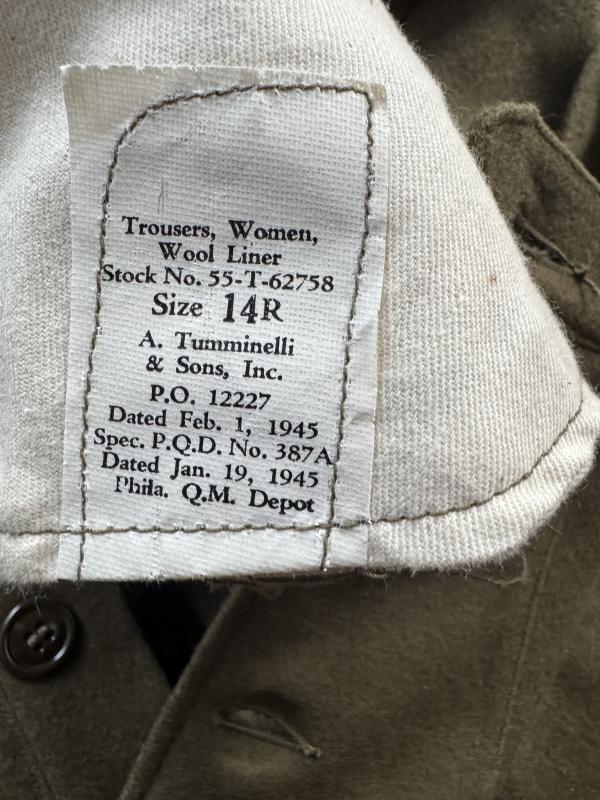 Trousers, Women,
Wool Liner
Stock No. 55-T-62758
Size 14R
A. Tumminelli
& Sons, Inc.
P.O. 12227
Dated Feb. 1, 1945
Spec. P.Q.D. No. 387A
Dated Jan. 19, 1945
Phila. Q.M. Depot